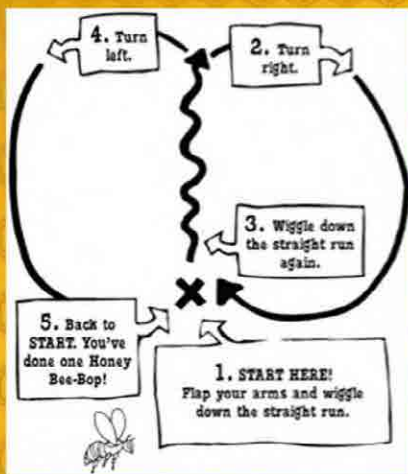 4. Turn
left.
2. Turn
right.
3. Wiggle down
the straight run
again.
5. Back to
START. You've
done one Honey
Bee-Bop!
1. START HERE!
Flap your arms and wiggle
down the straight run.